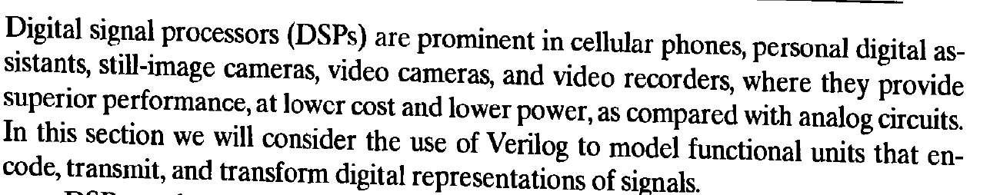 Digital signal processors (DSPs) are prominent in cellular phones, personal digital as-
sistants, still-image cameras, video cameras, and video recorders, where they provide
superior performance, at lower cost and lower power, as compared with analog circuits.
In this section we will consider the use of Verilog to model functional units that en-
code, transmit, and transform digital representations of signals.